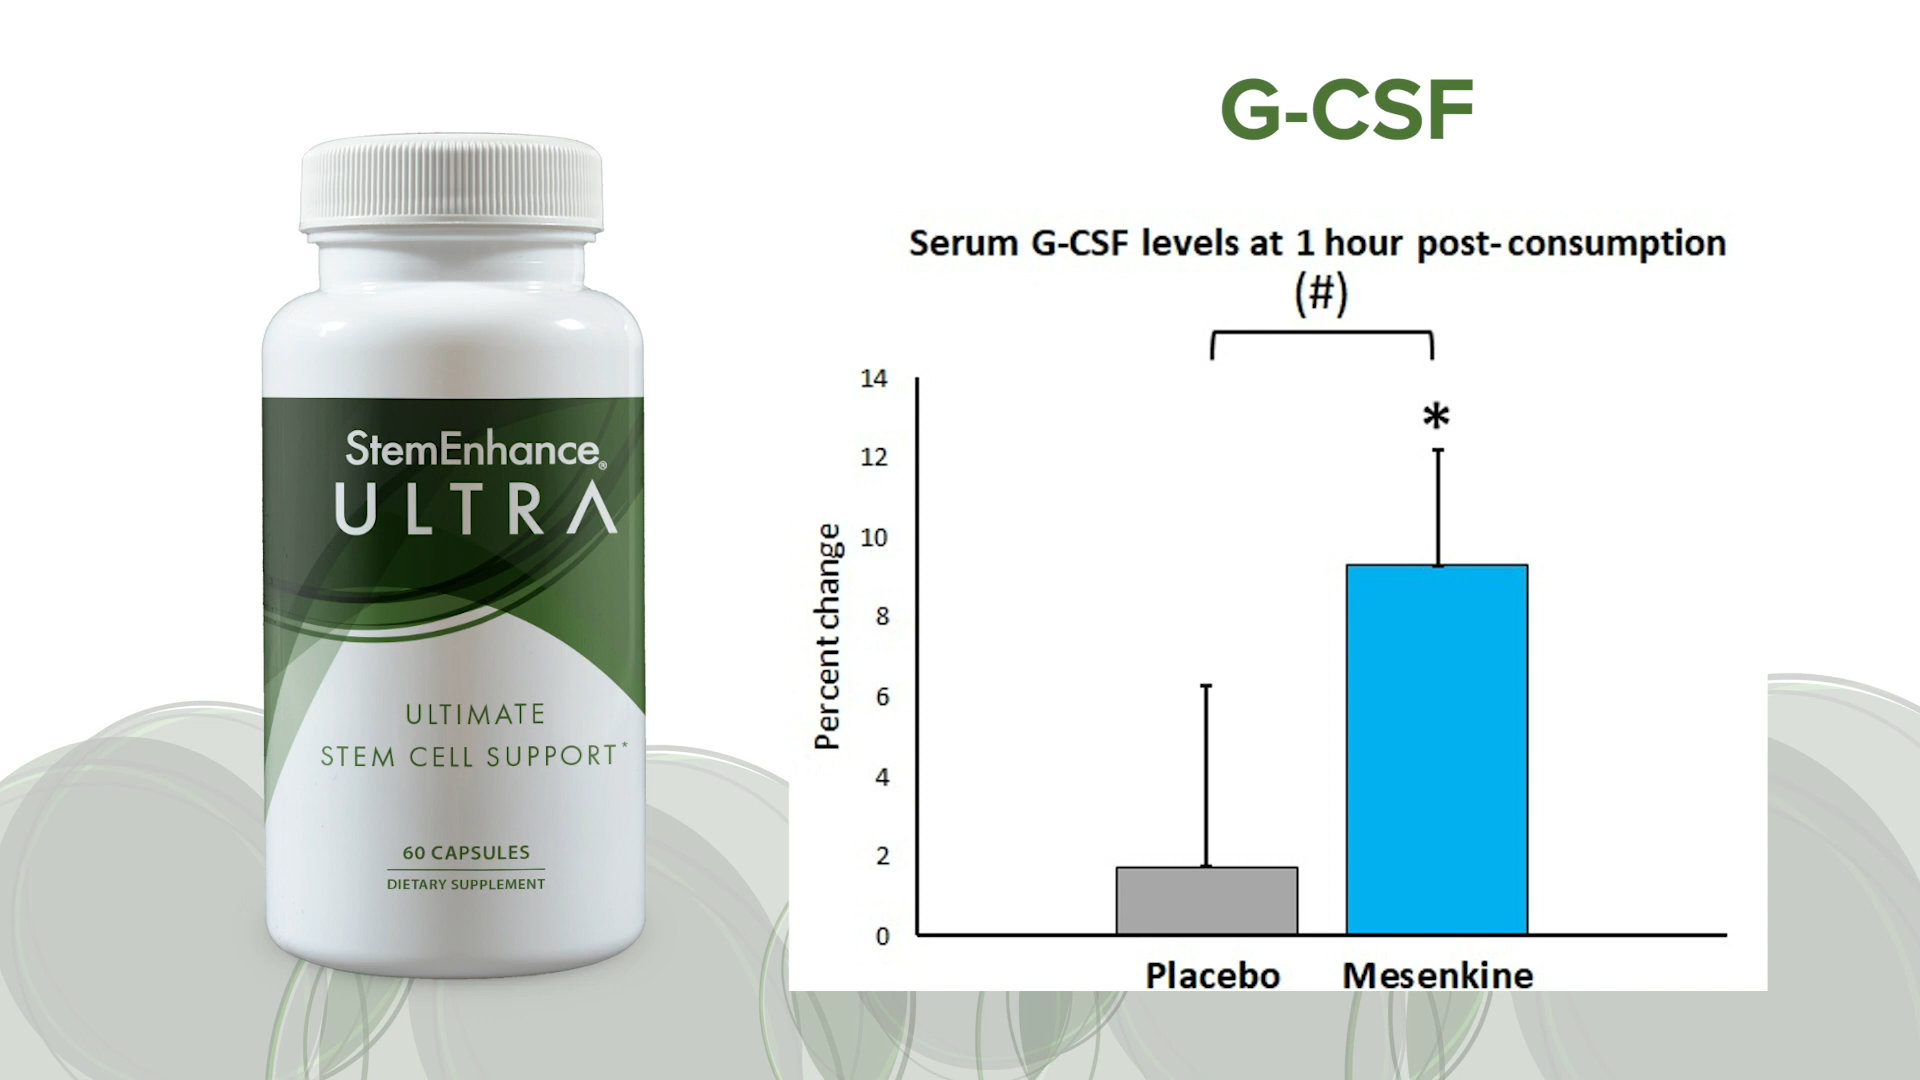 StemEnhance®
ULTRA
ULTIMATE
STEM CELL SUPPORT*
60 CAPSULES
DIETARY SUPPLEMENT
G-CSF
Serum G-CSF levels at 1 hour post-consumption
(#)
*
Percent change
14
12
10
8
6
4
2
0
Placebo
Mesenkine